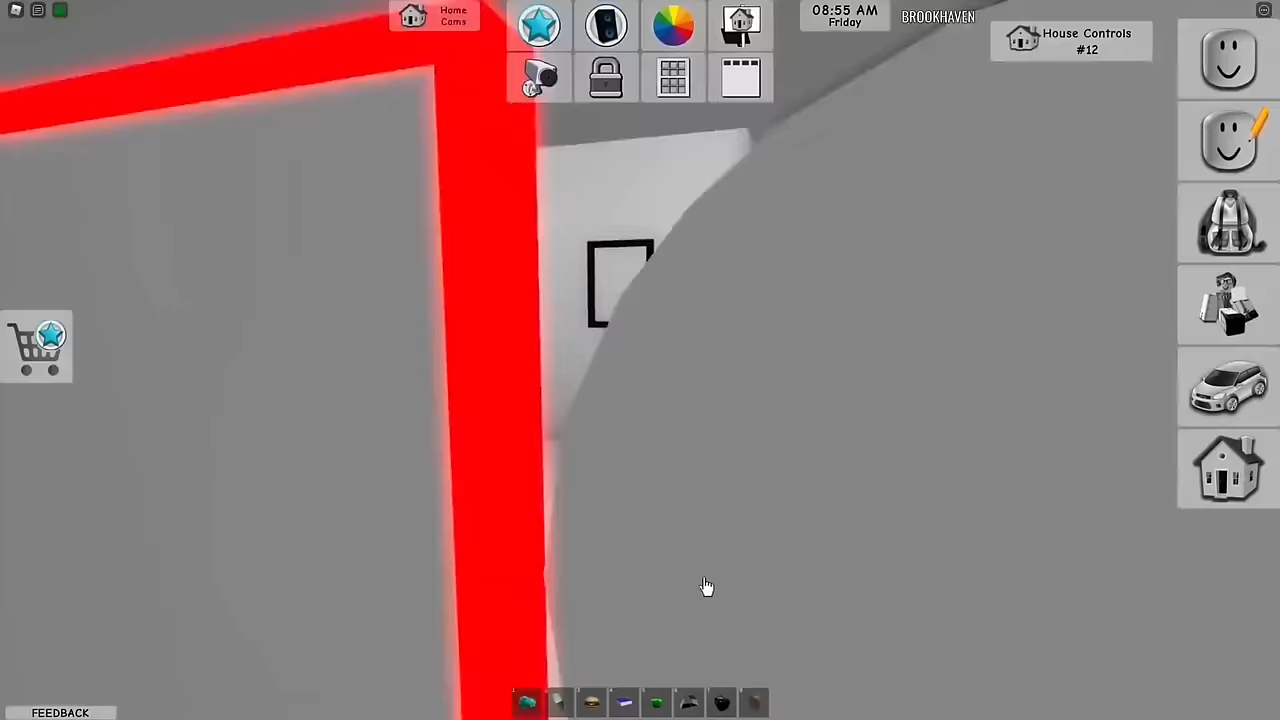 Home
Cams
08:55 AM
Friday
BROOKHAVEN
House Controls
#12
FEEDBACK